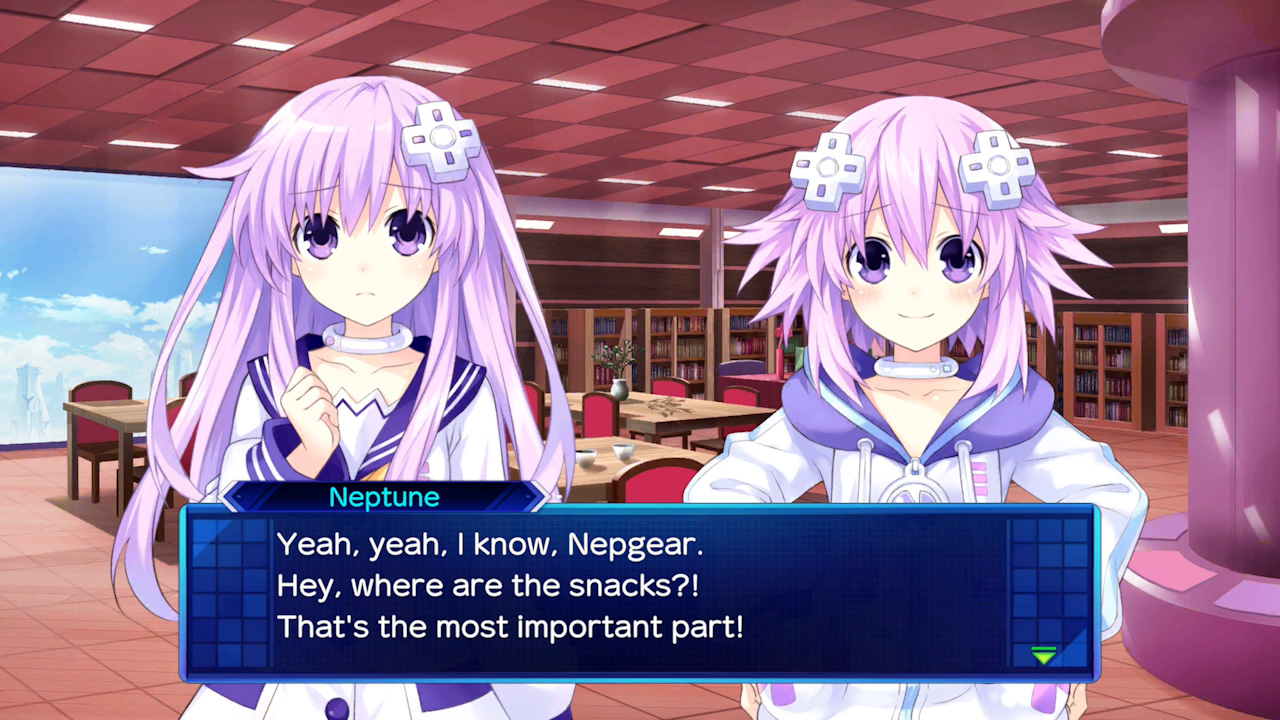 Neptune
Yeah, yeah, I know, Nepgear.
Hey, where are the snacks?!
That's the most important part!